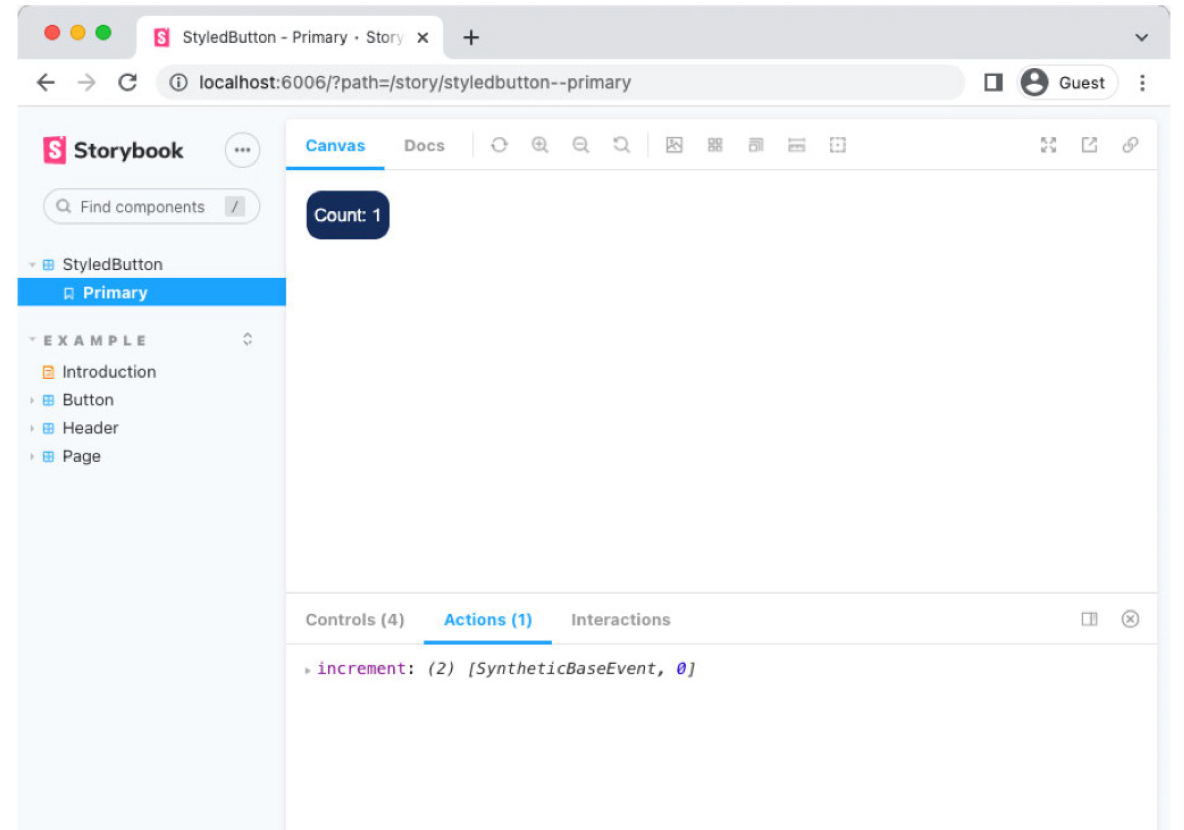 StyledButton - Primary · Story
localhost:6006/?path=/story/styledbutton--primary
Guest
Storybook
Canvas Docs
Find components /
Count: 1
StyledButton
Primary
EXAMPLE
Introduction
Button
Header
Page
Controls (4) Actions (1) Interactions
increment: (2) [SyntheticBaseEvent, 0]